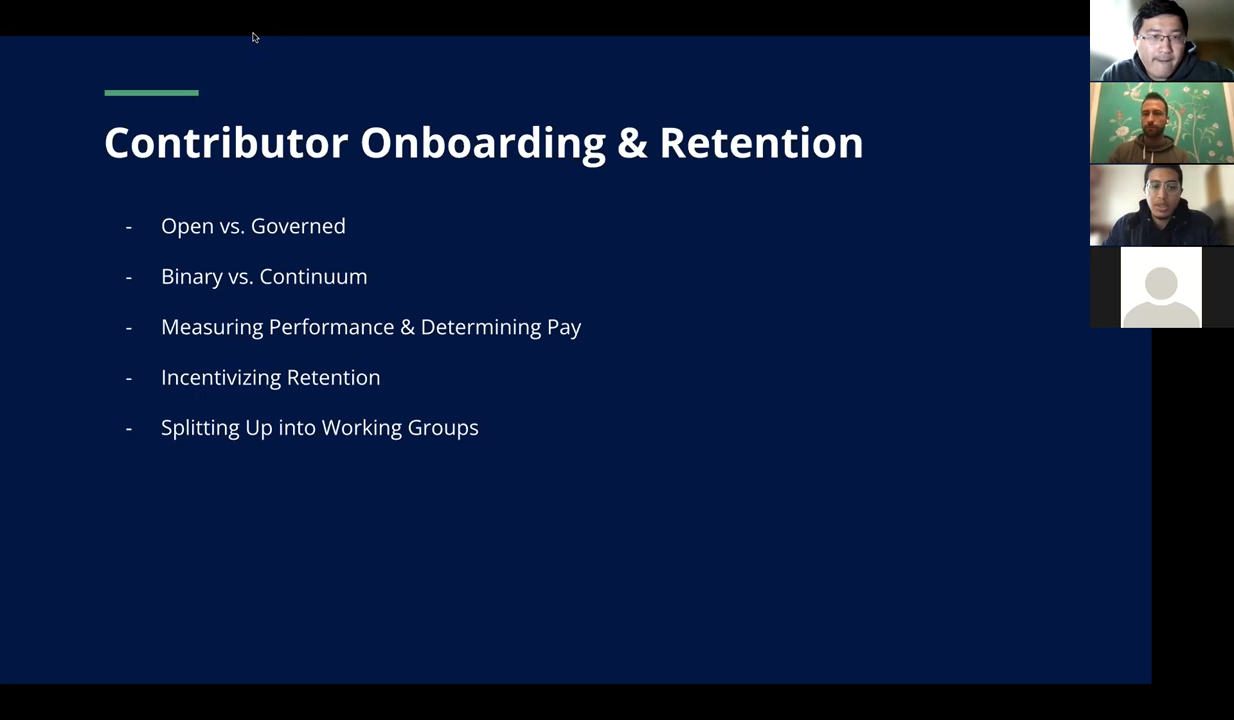 Contributor Onboarding & Retention
- Open vs. Governed
- Binary vs. Continuum
- Measuring Performance & Determining Pay
- Incentivizing Retention
- Splitting Up into Working Groups